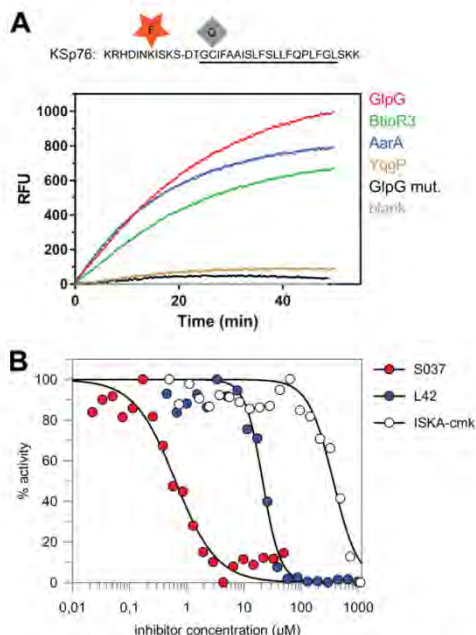 A
F
Q
KSp76: KRHDINKISKS-DTGCIFAAISLFSLLFQPLFGLSKK
1000
800
600
400
200
0
RFU
0 20 40
Time (min)
GlpG
BtioR3
AarA
YqgP
GlpG mut.
blank
B
100
80
60
40
20
0
% activity
0,01 0,1 1 10 100 1000
inhibitor concentration (µM)
S037
L42
ISKA-cmk